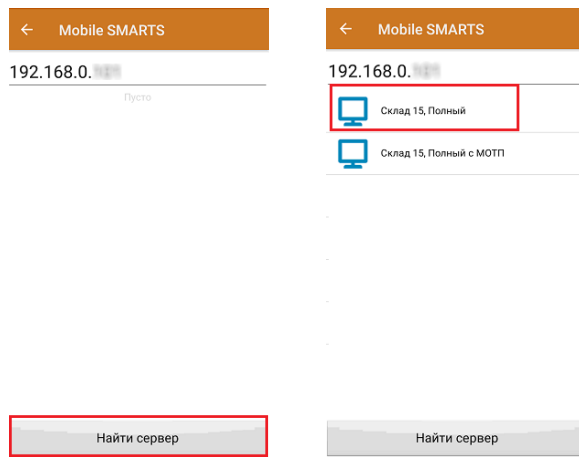 Mobile SMARTS
192.168.0.
Пусто
Найти сервер
Mobile SMARTS
192.168.0.
Склад 15, Полный
Склад 15, Полный с МОТП
Найти сервер